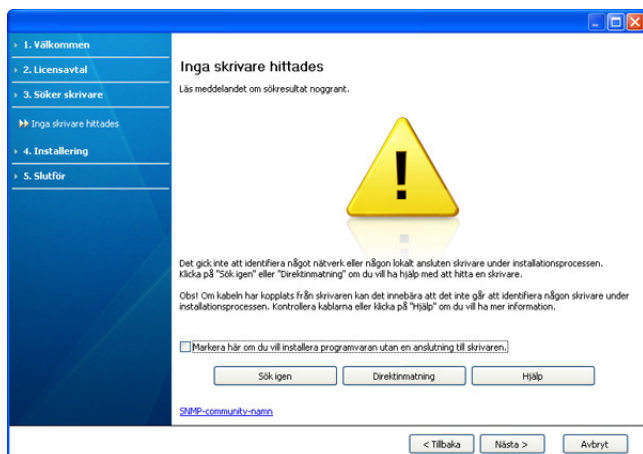 1. Välkommen
2. Licensavtal
3. Söker skrivare
Inga skrivare hittades
4. Installering
5. Slutför
Inga skrivare hittades
Läs meddelandet om sökresultat noggrant.
Det gick inte att identifiera något nätverk eller någon lokalt ansluten skrivare under installationsprocessen.
Klicka på "Sök igen" eller "Direktinmatning" om du vill ha hjälp med att hitta en skrivare.
Obs! Om kabeln har kopplats från skrivaren kan det innebära att det inte går att identifiera någon skrivare under
installationsprocessen. Kontrollera kablarna eller klicka på "Hjälp" om du vill ha mer information.
Markera här om du vill installera programvaran utan en anslutning till skrivaren.
Sök igen
Direktinmatning
Hjälp
SNMP-community-namn
< Tillbaka
Nästa >
Avbryt